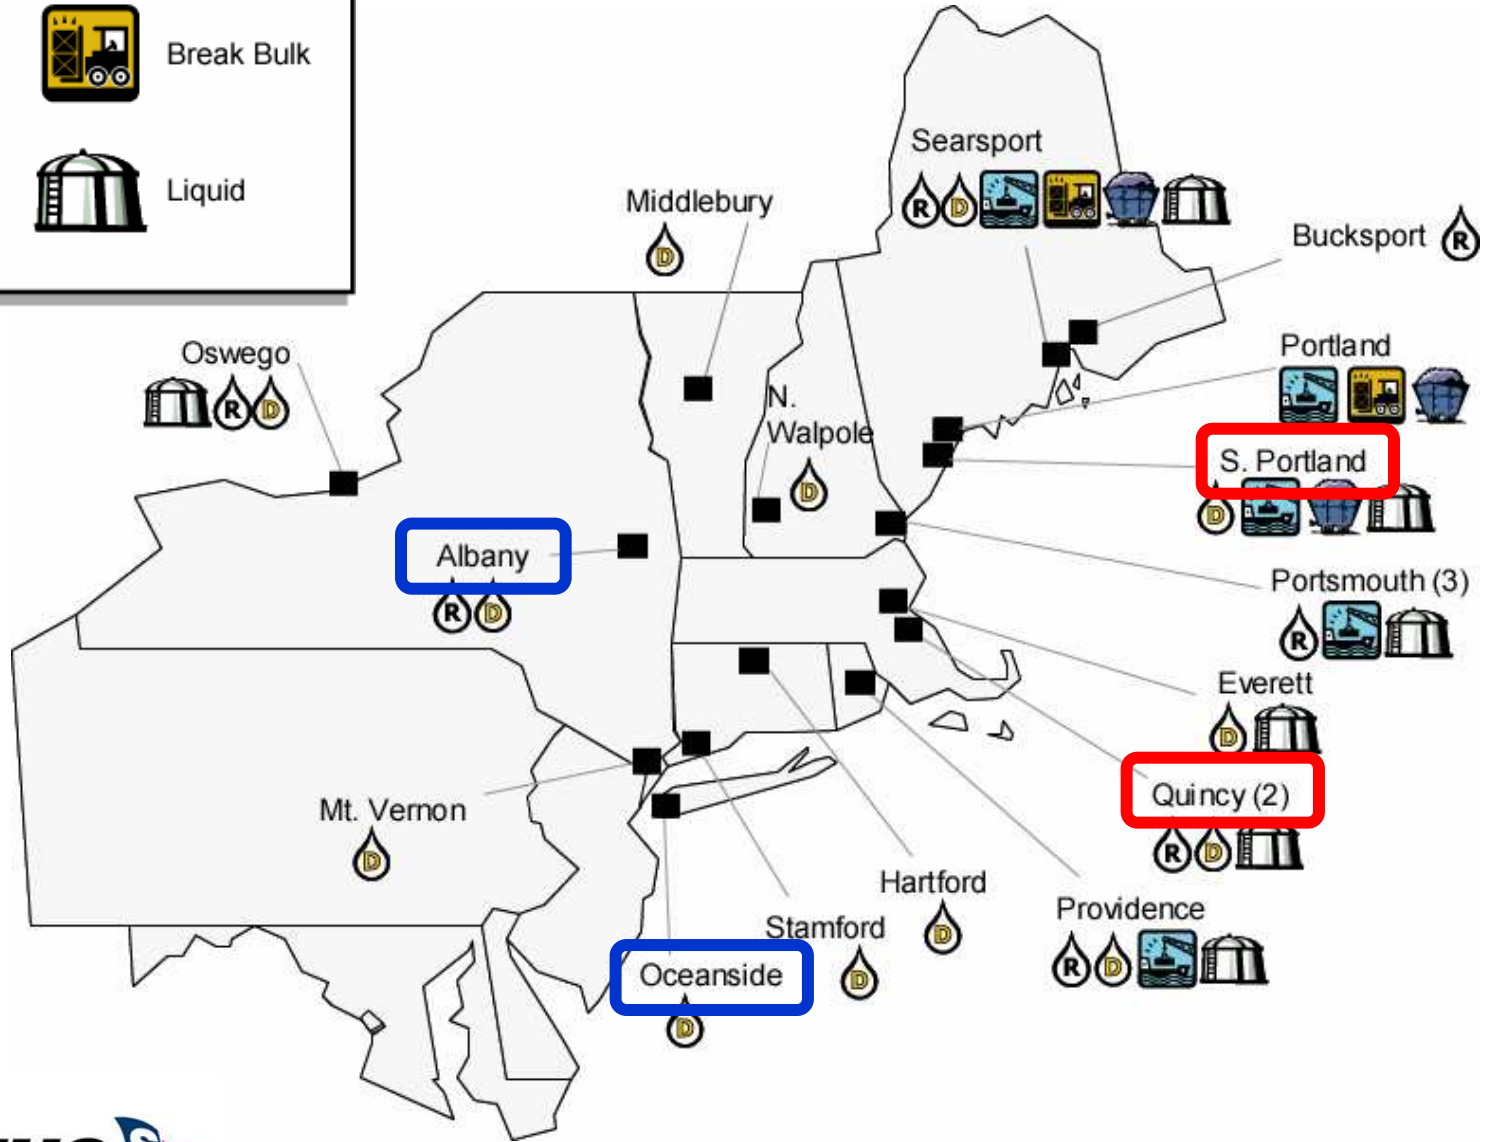 Break Bulk
Liquid
Searsport
R D
Middlebury
D
Bucksport R
Oswego
R D
Portland
N.
Walpole
D
S. Portland
D
Albany
R D
Portsmouth (3)
R
Everett
D
Quincy (2)
R D
Mt. Vernon
D
Hartford
D
Stamford
D
Providence
R D
Oceanside
D